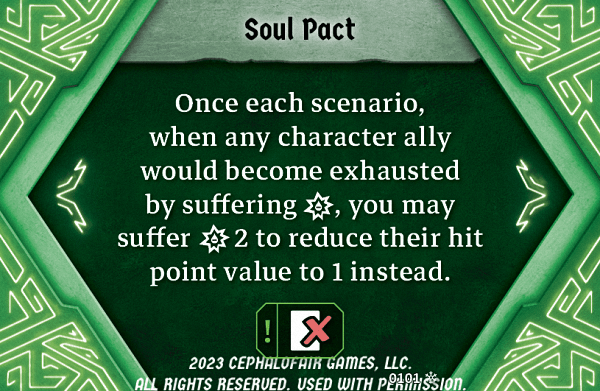 Soul Pact
Once each scenario,
when any character ally
would become exhausted
by suffering , you may
suffer 2 to reduce their hit
point value to 1 instead.
!
2023 CEPHALOFAIR GAMES, LLC.
ALL RIGHTS RESERVED. USED WITH PERMISSION.
0101